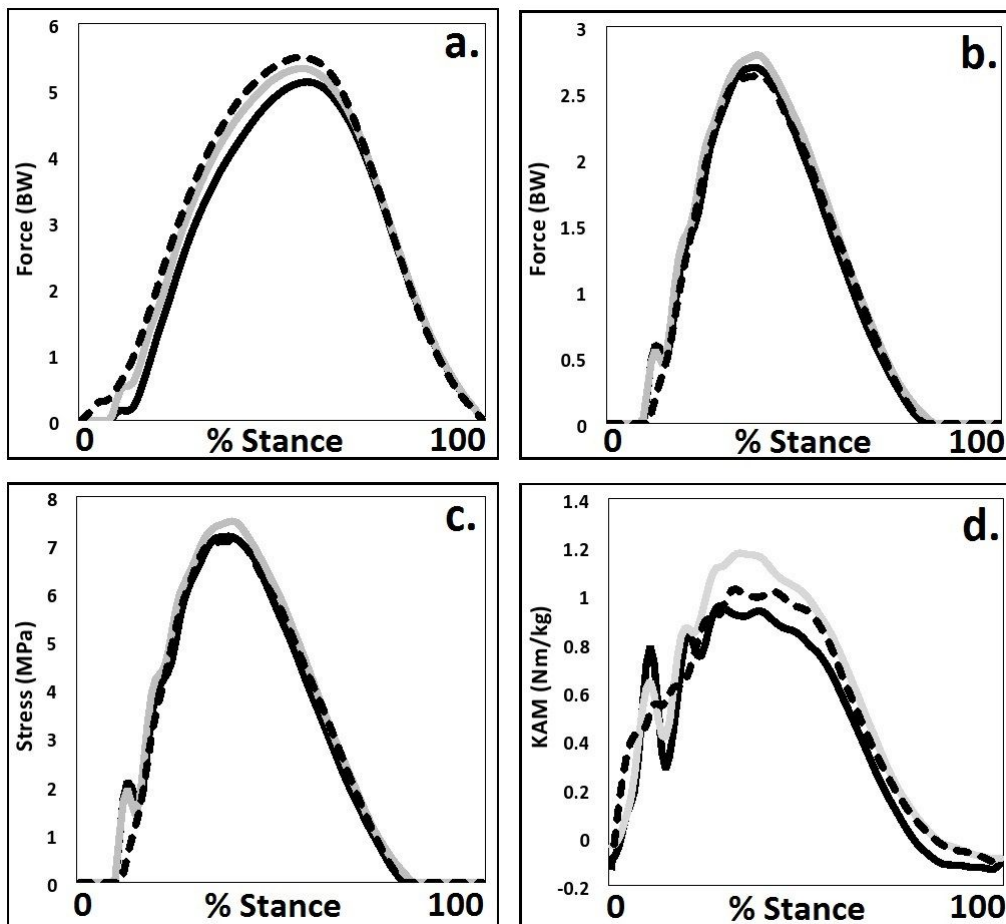 a.
Force (BW)
6
5
4
3
2
1
0
0 % Stance 100
b.
Force (BW)
3
2.5
2
1.5
1
0.5
0
0 % Stance 100
c.
Stress (MPa)
8
7
6
5
4
3
2
1
0
0 % Stance 100
d.
KAM (Nm/kg)
1.4
1.2
1
0.8
0.6
0.4
0.2
0
-0.2
0 % Stance 100